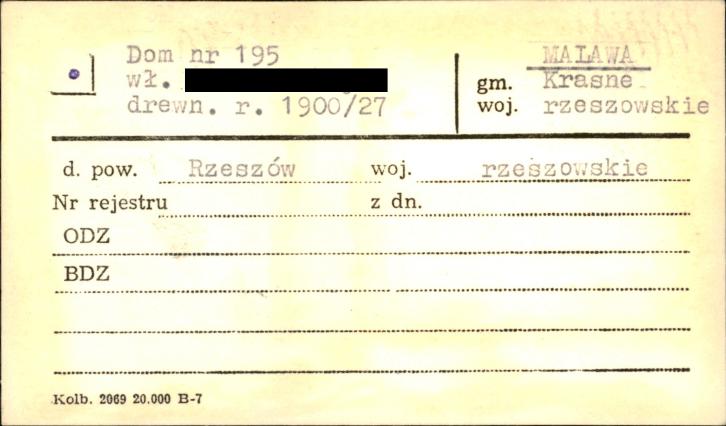 Dom nr 195
wł.
drewn. r. 1900/27
MALAWA
gm. Krasne
woj. rzeszowskie
d. pow. Rzeszów woj. rzeszowskie
Nr rejestru z dn.
ODZ
BDZ
Kolb. 2069 20.000 B-7